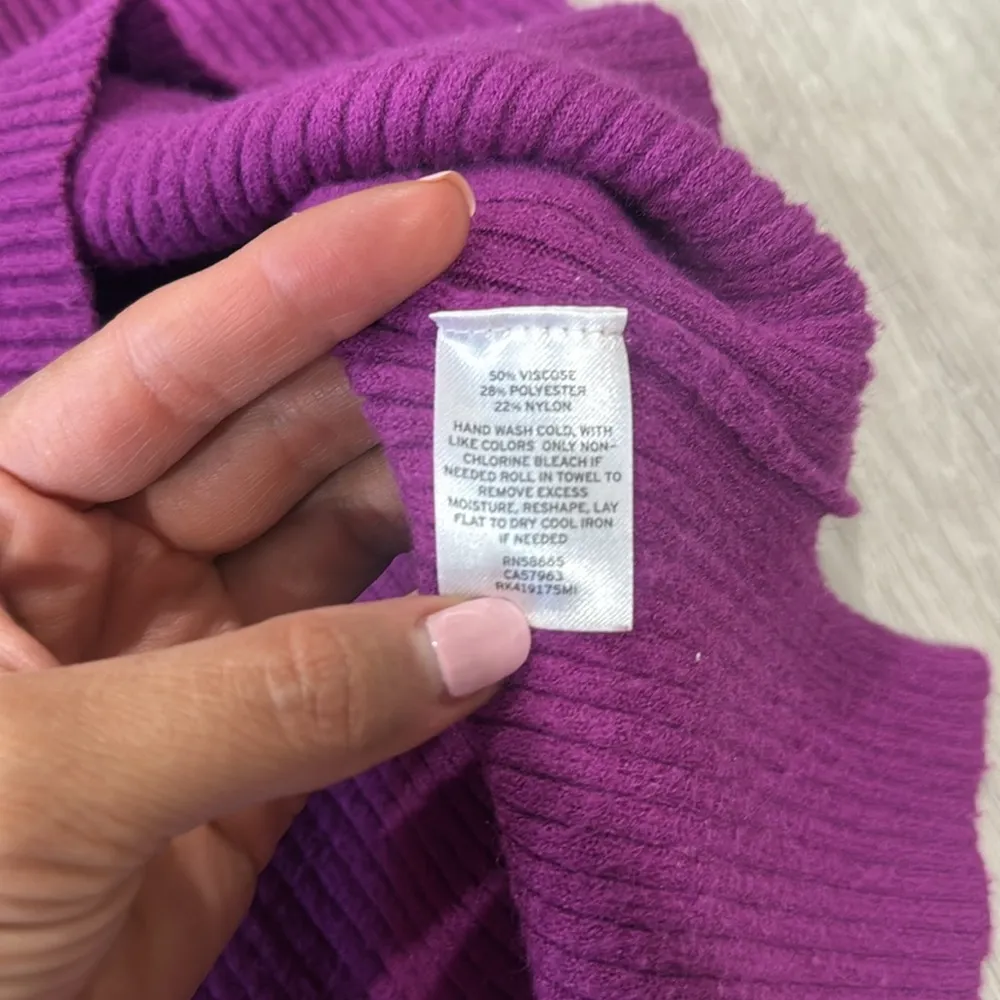 50% VISCOSE
28% POLYESTER
22% NYLON
HAND WASH COLD, WITH
LIKE COLORS ONLY NON-
CHLORINE BLEACH IF
NEEDED ROLL IN TOWEL TO
REMOVE EXCESS
MOISTURE, RESHAPE, LAY
FLAT TO DRY COOL IRON
IF NEEDED
RN58665
CA57963
RK419175MI